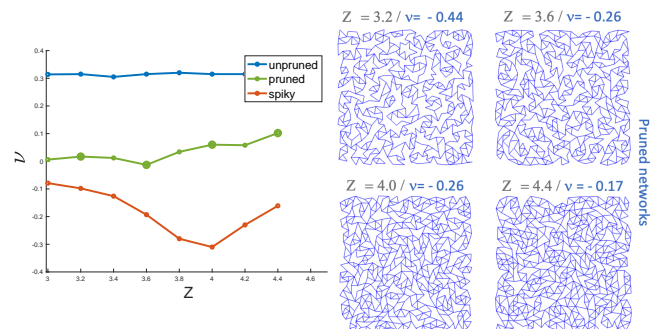 0.4
0.3
0.2
0.1
0
-0.1
-0.2
-0.3
-0.4
ν
3
3.2
3.4
3.6
3.8
4
4.2
4.4
4.6
Z
unpruned
pruned
spiky
Z = 3.2 / ν= - 0.44
Z = 3.6 / ν= -0.26
Z = 4.0 / ν= - 0.26
Z = 4.4 / ν = - 0.17
Pruned networks